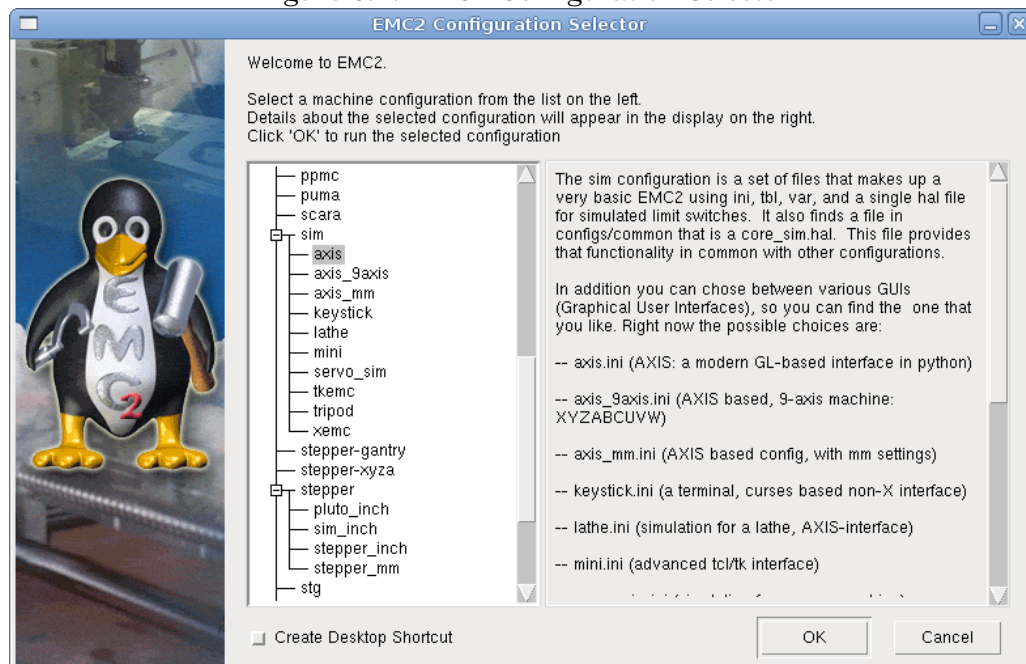 EMC2 Configuration Selector
Welcome to EMC2.
Select a machine configuration from the list on the left.
Details about the selected configuration will appear in the display on the right.
Click 'OK' to run the selected configuration
ppmc
puma
scara
sim
axis
axis_9axis
axis_mm
keystick
lathe
mini
servo_sim
tkemc
tripod
xemc
stepper-gantry
stepper-xyza
stepper
pluto_inch
sim_inch
stepper_inch
stepper_mm
stg
The sim configuration is a set of files that makes up a
very basic EMC2 using ini, tbl, var, and a single hal file
for simulated limit switches. It also finds a file in
configs/common that is a core_sim.hal. This file provides
that functionality in common with other configurations.
In addition you can chose between various GUIs
(Graphical User Interfaces), so you can find the one that
you like. Right now the possible choices are:
-- axis.ini (AXIS: a modern GL-based interface in python)
-- axis_9axis.ini (AXIS based, 9-axis machine:
XYZABCUVW)
-- axis_mm.ini (AXIS based config, with mm settings)
-- keystick.ini (a terminal, curses based non-X interface)
-- lathe.ini (simulation for a lathe, AXIS-interface)
-- mini.ini (advanced tcl/tk interface)
EMC
2
Create Desktop Shortcut
OK
Cancel